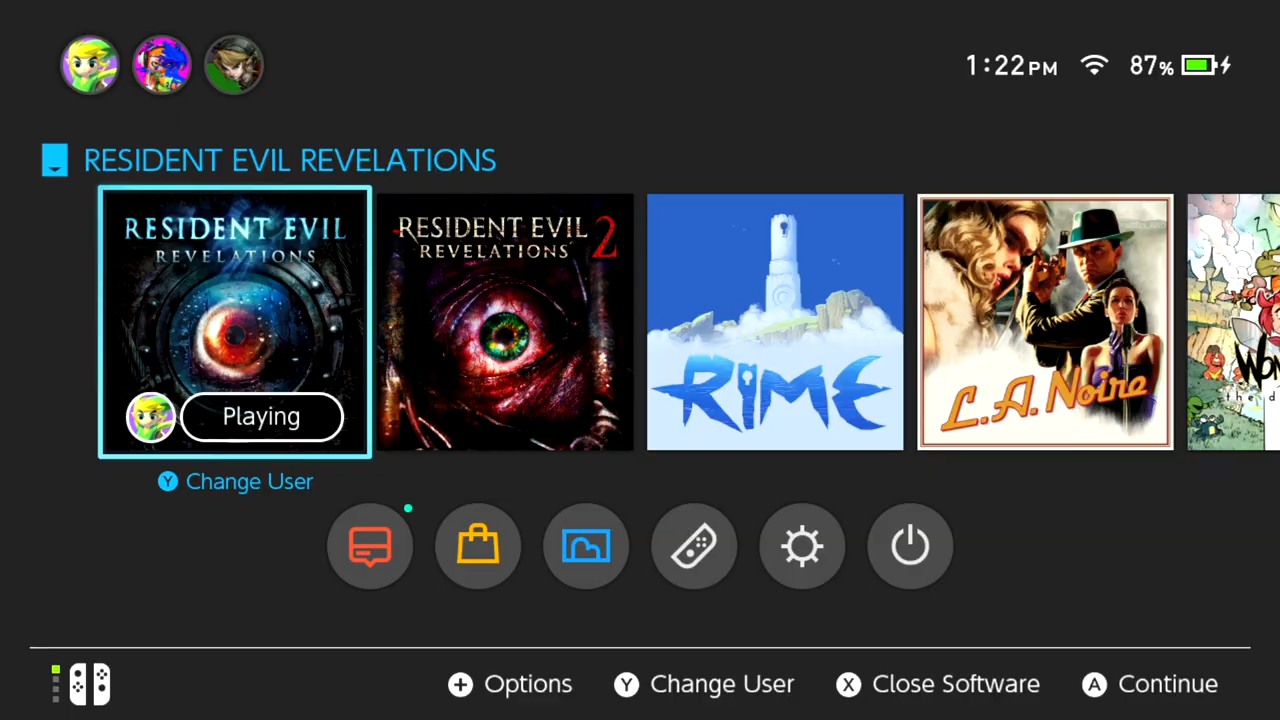 1:22PM 87%
RESIDENT EVIL REVELATIONS
RESIDENT EVIL
REVELATIONS
Playing
RESIDENT EVIL 2
REVELATIONS
RIME
L.A. Noire
Y Change User
+ Options Y Change User X Close Software A Continue